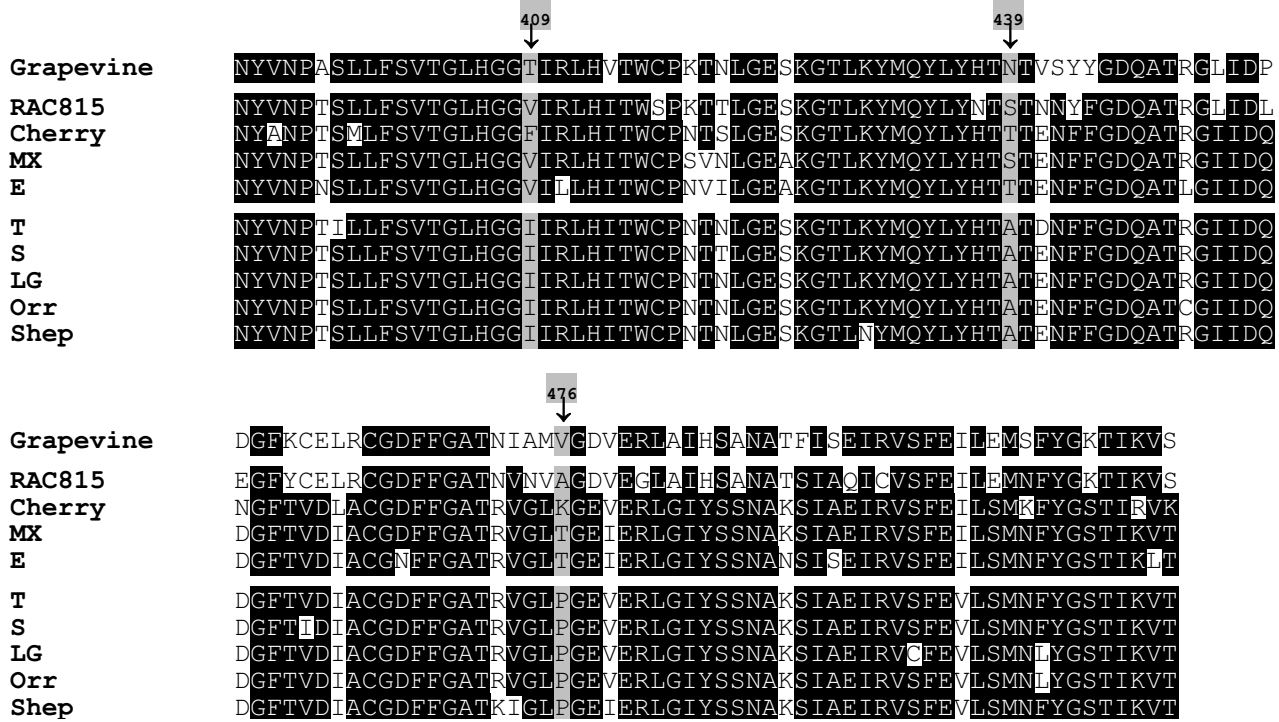 409 439
Grapevine NYVNPASLLFSVTGLHGGTIRLHVTWCPKTNLGESKGTLKYMQYLYHTNTVSYYGDQATRGLIDP
RAC815 NYVNPTSLLFSVTGLHGGVIRLHITWSPKTTLGESKGTLKYMQYLYNTSTNNYFGDQATRGLIDL
Cherry NYANPTSMLFSVTGLHGGFIRLHITWCPNTSLGESKGTLKYMQYLYHTTTENFFGDQATRGIIDQ
MX NYVNPTSLLFSVTGLHGGVIRLHITWCPSVNLGEAKGTLKYMQYLYHTSTENFFGDQATRGIIDQ
E NYVNPNSLLFSVTGLHGGVILLHITWCPNVILGEAKGTLKYMQYLYHTTTENFFGDQATLGIIDQ
T NYVNPTILLFSVTGLHGGIIRLHITWCPNTNLGESKGTLKYMQYLYHTATDNFFGDQATRGIIDQ
S NYVNPTSLLFSVTGLHGGIIRLHITWCPNTTLGESKGTLKYMQYLYHTATENFFGDQATRGIIDQ
LG NYVNPTSLLFSVTGLHGGIIRLHITWCPNTNLGESKGTLKYMQYLYHTATENFFGDQATRGIIDQ
Orr NYVNPTSLLFSVTGLHGGIIRLHITWCPNTNLGESKGTLKYMQYLYHTATENFFGDQATCGIIDQ
Shep NYVNPTSLLFSVTGLHGGIIRLHITWCPNTNLGESKGTLNYMQYLYHTATENFFGDQATRGIIDQ
476
Grapevine DGFKCELRCGDFFGATNIAMVGDVERLAIHSANATFISEIRVSFEILEMSFYGKTIKVS
RAC815 EGFYCELRCGDFFGATNVNVAGDVEGLAIHSANATSIAQICVSFEILEMNFYGKTIKVS
Cherry NGFTVDLACGDFFGATRVGLKGEVERLGIYSSNAKSIAEIRVSFEILSMKFYGSTIRVK
MX DGFTVDIACGDFFGATRVGLTGEIERLGIYSSNAKSIAEIRVSFEILSMNFYGSTIKVT
E DGFTVDIACGNFFGATRVGLTGEIERLGIYSSNANSISEIRVSFEILSMNFYGSTIKLT
T DGFTVDIACGDFFGATRVGLPGEVERLGIYSSNAKSIAEIRVSFEVLSMNFYGSTIKVT
S DGFTIDIACGDFFGATRVGLPGEVERLGIYSSNAKSIAEIRVSFEVLSMNFYGSTIKVT
LG DGFTVDIACGDFFGATRVGLPGEVERLGIYSSNAKSIAEIRVCFEVLSMNLYGSTIKVT
Orr DGFTVDIACGDFFGATRVGLPGEVERLGIYSSNAKSIAEIRVSFEVLSMNLYGSTIKVT
Shep DGFTVDIACGDFFGATKIGLPGEIERLGIYSSNAKSIAEIRVSFEVLSMNFYGSTIKVT